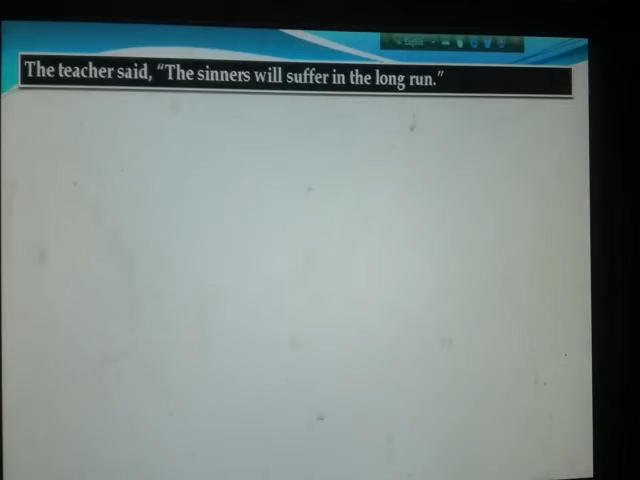 The teacher said, “The sinners will suffer in the long run.”